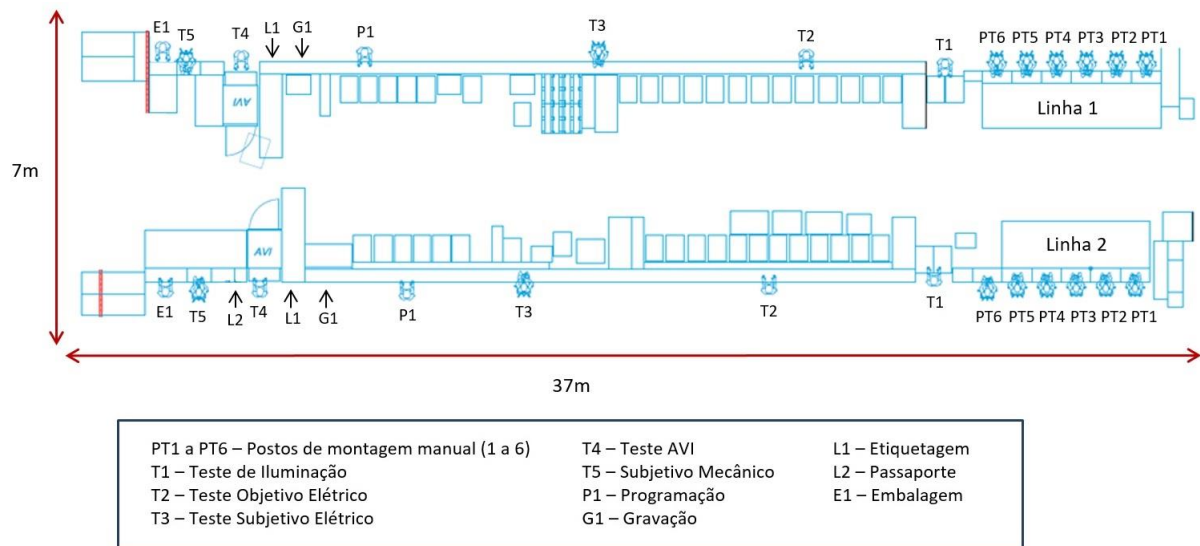 E1 T5 T4 L1 G1 P1 T3 T2 T1 PT6 PT5 PT4 PT3 PT2 PT1
AVI
Linha 1
7m
AVI
Linha 2
E1 T5 L2 T4 L1 G1 P1 T3 T2 T1 PT6 PT5 PT4 PT3 PT2 PT1
37m
PT1 a PT6 – Postos de montagem manual (1 a 6)
T1 – Teste de Iluminação
T2 – Teste Objetivo Elétrico
T3 – Teste Subjetivo Elétrico
T4 – Teste AVI
T5 – Subjetivo Mecânico
P1 – Programação
G1 – Gravação
L1 – Etiquetagem
L2 – Passaporte
E1 – Embalagem